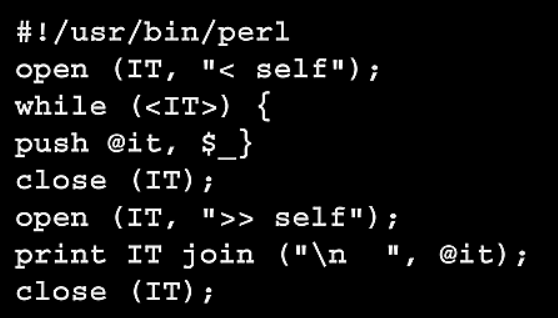 #!/usr/bin/perl
open (IT, "< self");
while (<IT>) {
push @it, $_}
close (IT);
open (IT, ">> self");
print IT join ("\n  ", @it);
close (IT);